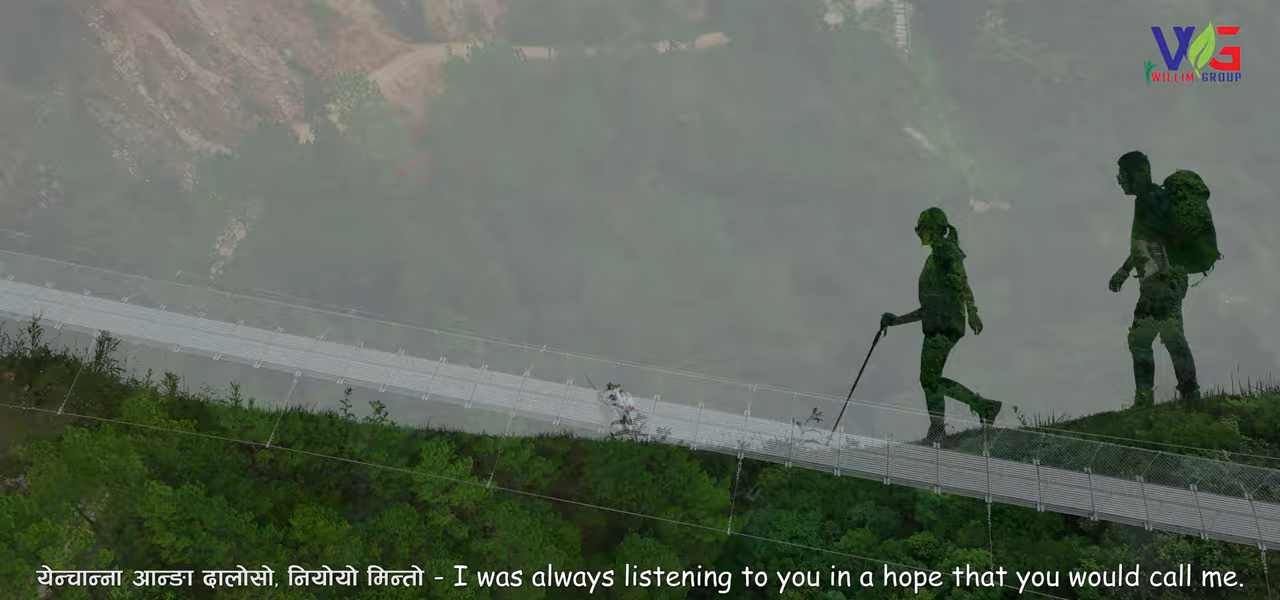 WG
WILLIM GROUP
येन्चान्ना आन्ङा दालोसो, नियोयो मिन्तो - I was always listening to you in a hope that you would call me.